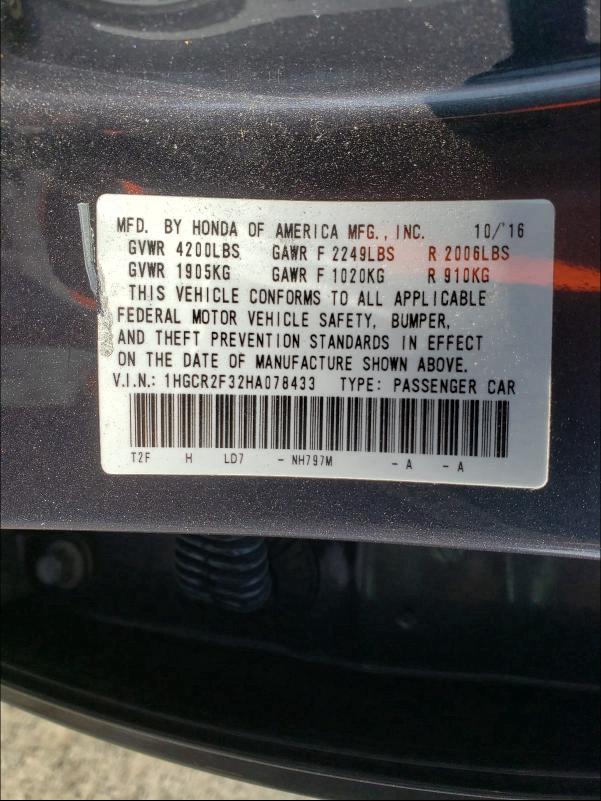 MFD. BY HONDA OF AMERICA MFG., INC. 10/'16
GVWR 4200LBS GAWR F 2249LBS R 2006LBS
GVWR 1905KG GAWR F 1020KG R 910KG
THIS VEHICLE CONFORMS TO ALL APPLICABLE
FEDERAL MOTOR VEHICLE SAFETY, BUMPER,
AND THEFT PREVENTION STANDARDS IN EFFECT
ON THE DATE OF MANUFACTURE SHOWN ABOVE.
V.I.N.: 1HGCR2F32HA078433 TYPE: PASSENGER CAR
T2F H LD7 - NH797M - A - A